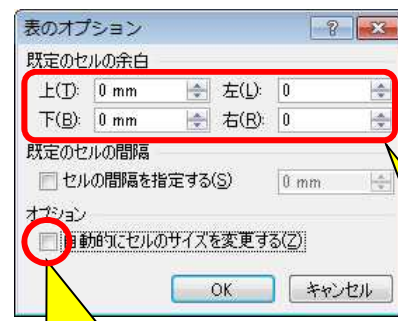 表のオプション
既定のセルの余白
上(T): 0 mm 左(L): 0
下(B): 0 mm 右(R): 0
既定のセルの間隔
セルの間隔を指定する(S) 0 mm
オプション
自動的にセルのサイズを変更する(Z)
OK キャンセル